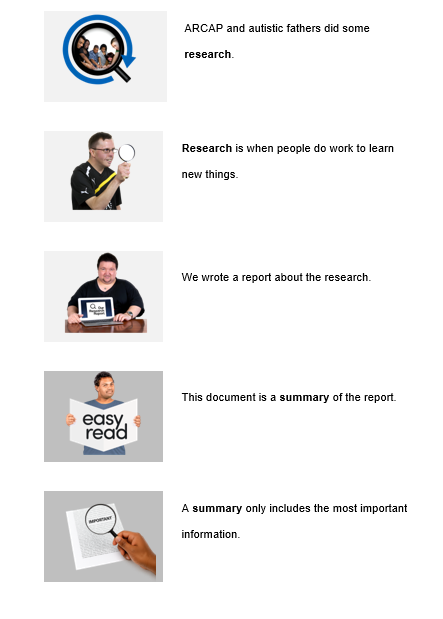 ARCAP and autistic fathers did some
research.
Research is when people do work to learn
new things.
We wrote a report about the research.
easy
read
This document is a summary of the report.
IMPORTANT
A summary only includes the most important
information.